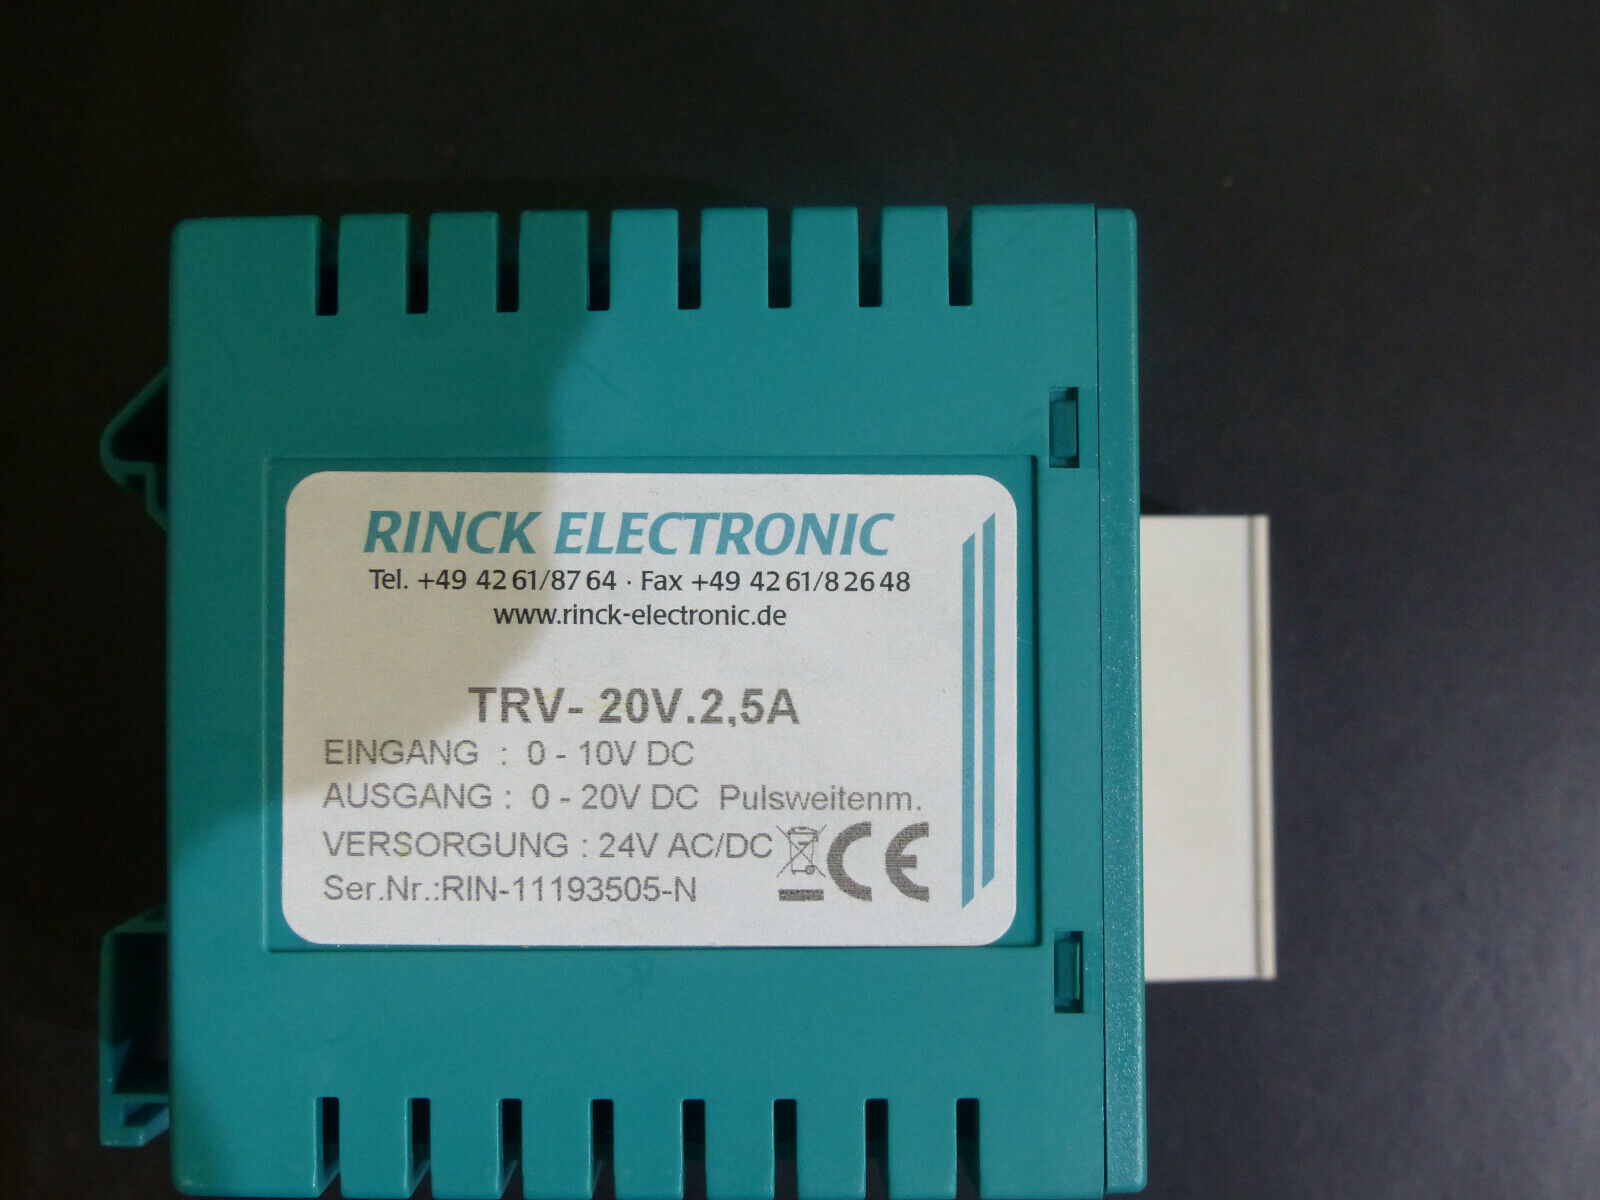 RINCK ELECTRONIC
Tel. +49 42 61/87 64 · Fax +49 42 61/8 26 48
www.rinck-electronic.de
TRV- 20V.2,5A
EINGANG : 0 - 10V DC
AUSGANG : 0 - 20V DC Pulsweitenm.
VERSORGUNG : 24V AC/DC CE
Ser.Nr.:RIN-11193505-N